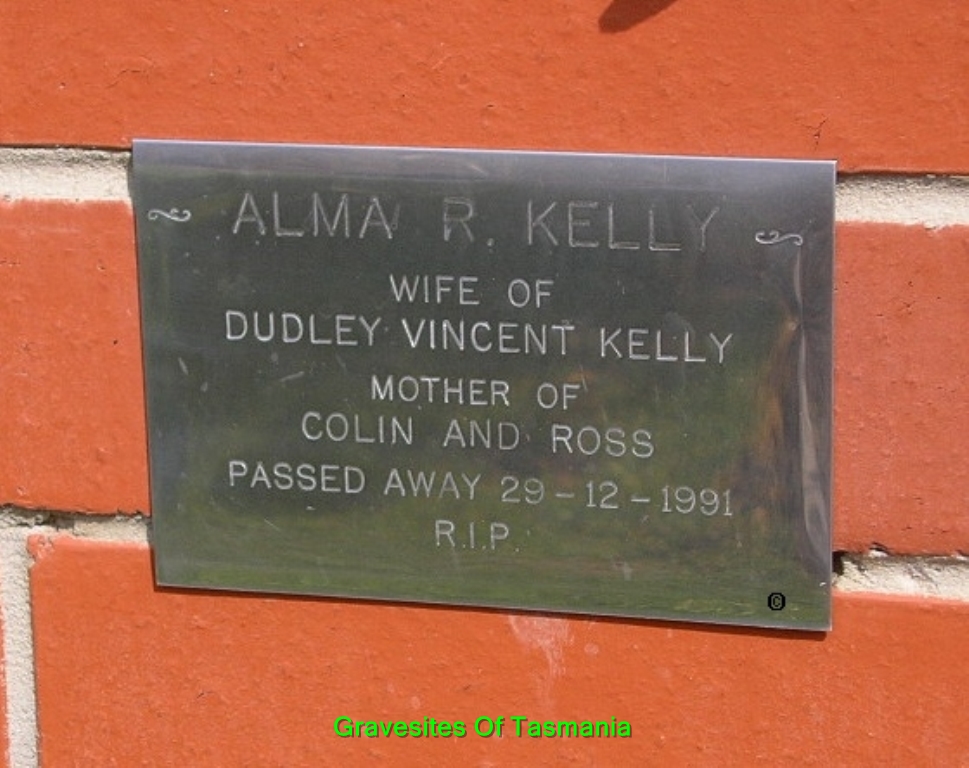 ALMA R. KELLY
WIFE OF
DUDLEY VINCENT KELLY
MOTHER OF
COLIN AND ROSS
PASSED AWAY 29-12-1991
R.I.P.
©
Gravesites Of Tasmania